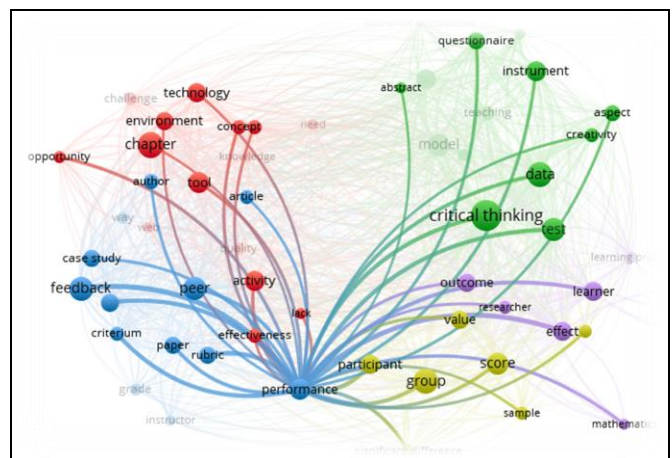 questionnaire
instrument
abstract
technology
challenge
aspect
environment
concept
need
teaching
creativity
chapter
model
opportunity
knowledge
author
tool
article
data
way
web
critical thinking
test
case study
quality
learning pr
feedback
peer
activity
outcome
learner
researcher
lack
value
criterium
effectiveness
effect
paper
rubric
participant
score
group
performance
grade
instructor
sample
mathematic
significant difference